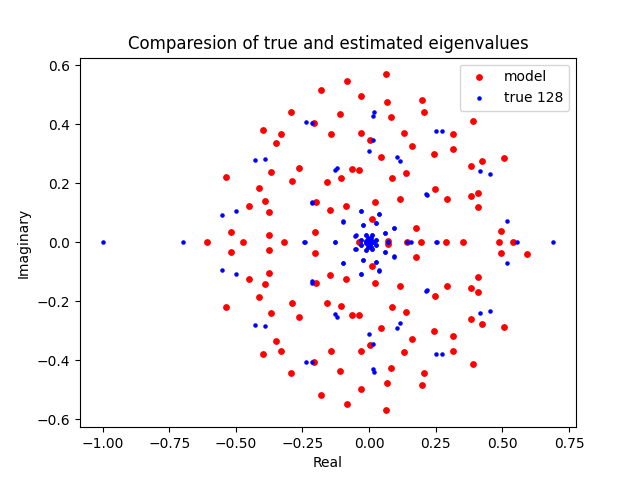 Comparesion of true and estimated eigenvalues
model
true 128
0.6
0.4
0.2
0.0
−0.2
−0.4
−0.6
Imaginary
−1.00 −0.75 −0.50 −0.25 0.00 0.25 0.50 0.75
Real